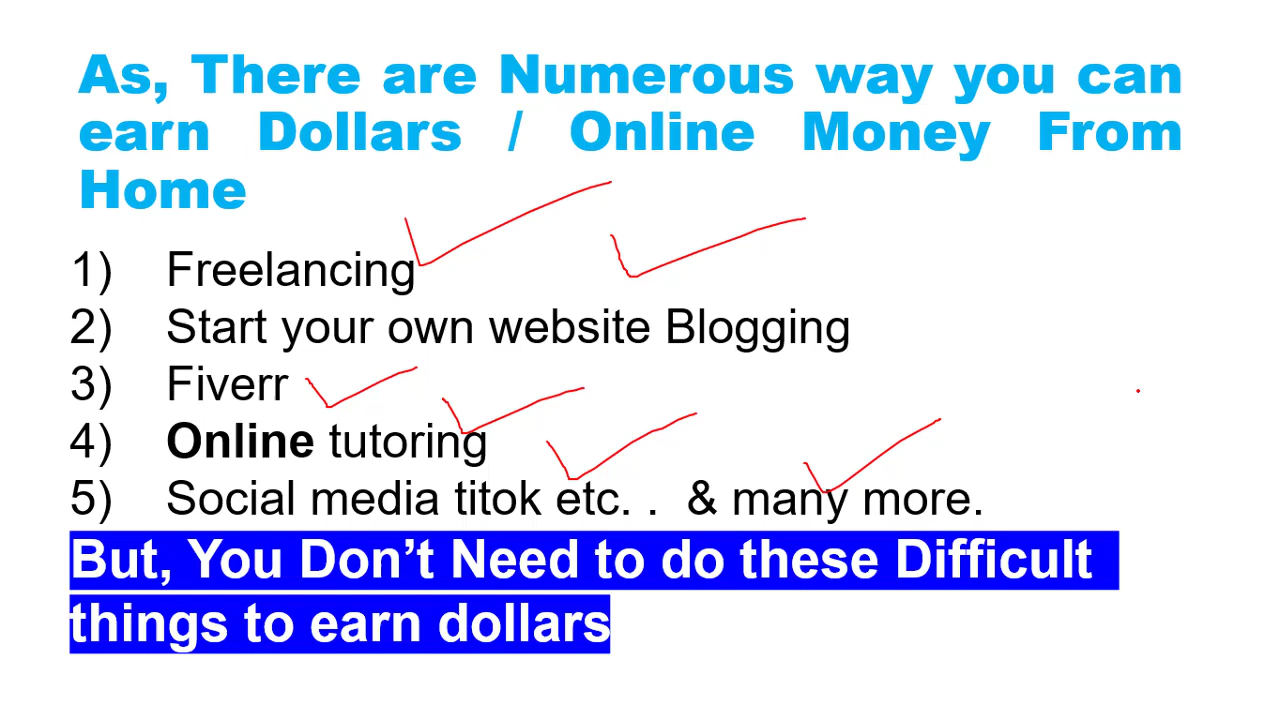 As, There are Numerous way you can
earn Dollars / Online Money From
Home
1) Freelancing
2) Start your own website Blogging
3) Fiverr
4) Online tutoring
5) Social media titok etc. . & many more.
But, You Don’t Need to do these Difficult
things to earn dollars